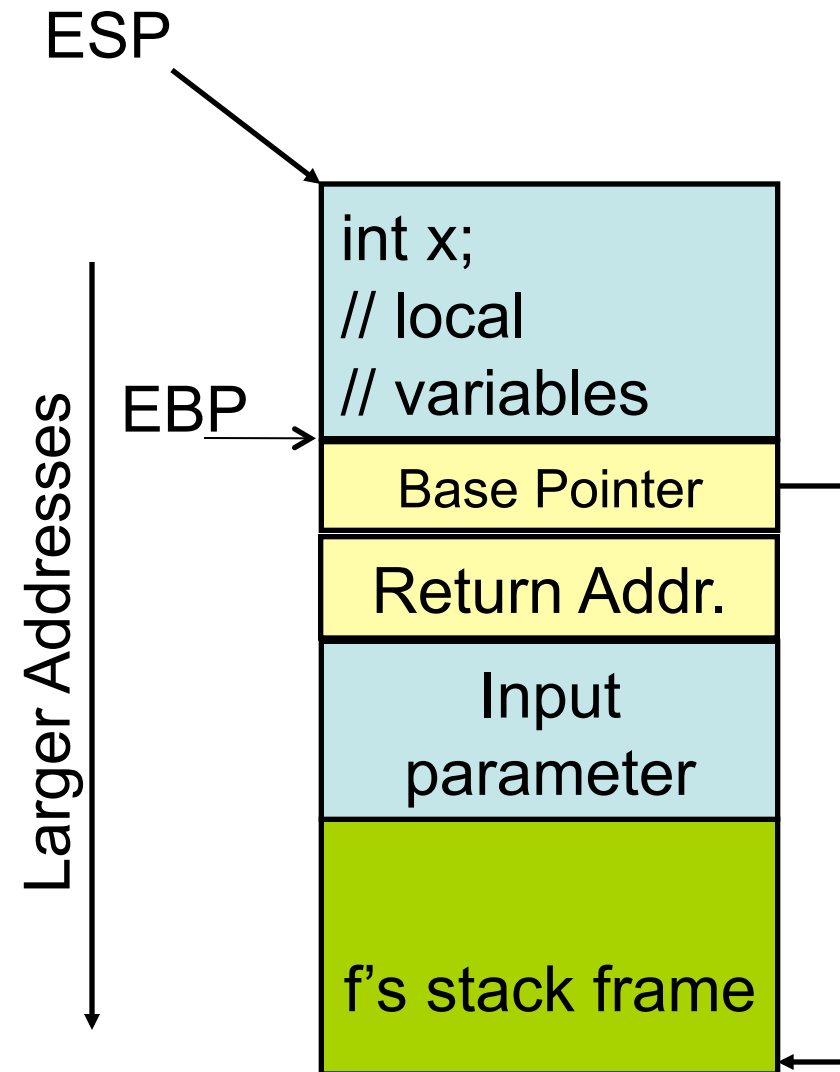 ESP
int x;
// local
// variables
EBP
Base Pointer
Return Addr.
Input
parameter
f’s stack frame
Larger Addresses